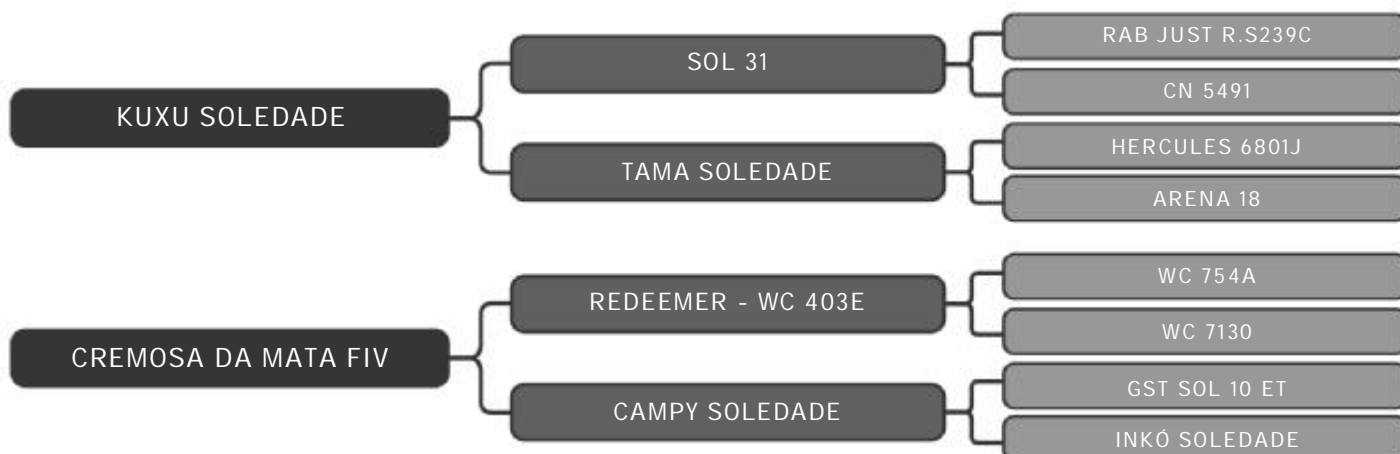 KUXU SOLEDADE
SOL 31
RAB JUST R.S239C
CN 5491
TAMA SOLEDADE
HERCULES 6801J
ARENA 18
CREMOSA DA MATA FIV
REDEEMER - WC 403E
WC 754A
WC 7130
CAMPY SOLEDADE
GST SOL 10 ET
INKÓ SOLEDADE